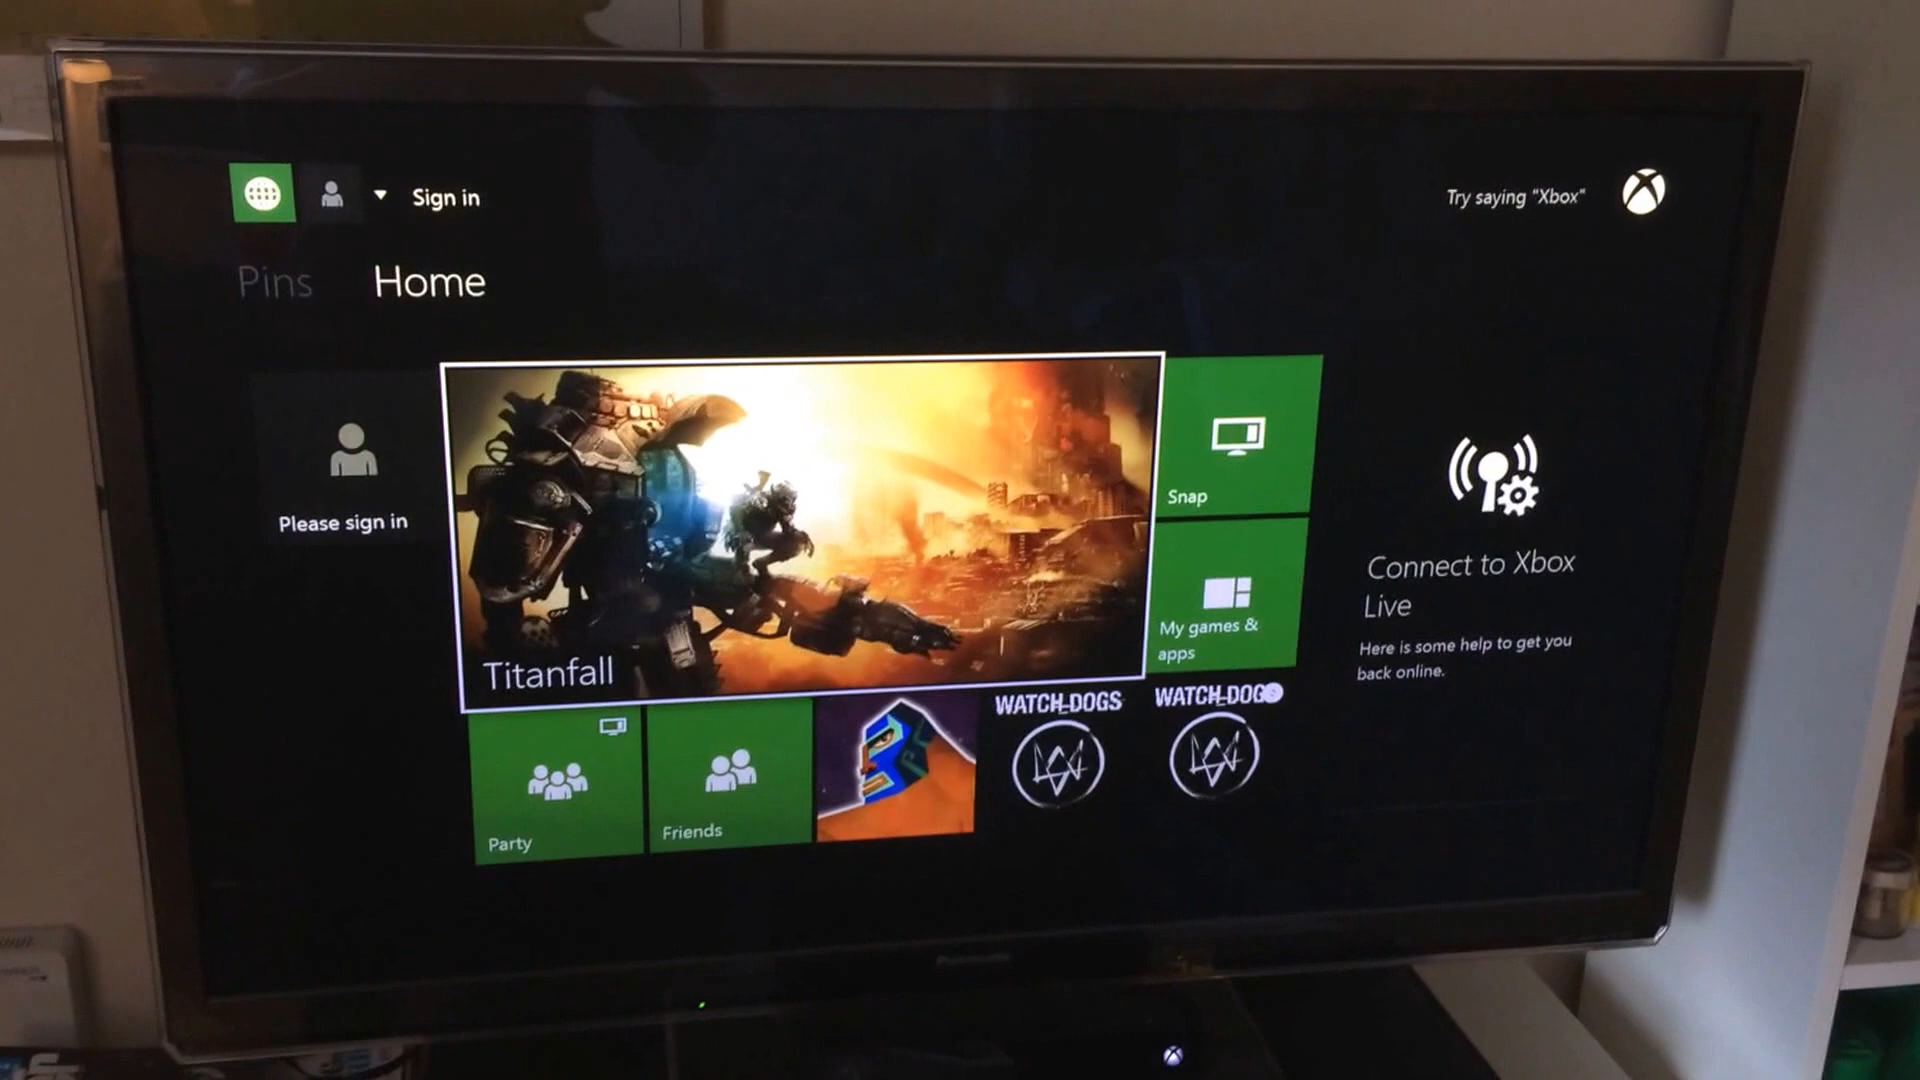 Sign in
Try saying "Xbox"
Pins
Home
Please sign in
Titanfall
Snap
My games &
apps
Connect to Xbox
Live
Here is some help to get you
back online.
Party
Friends
WATCH_DOGS
WATCH_DOGS